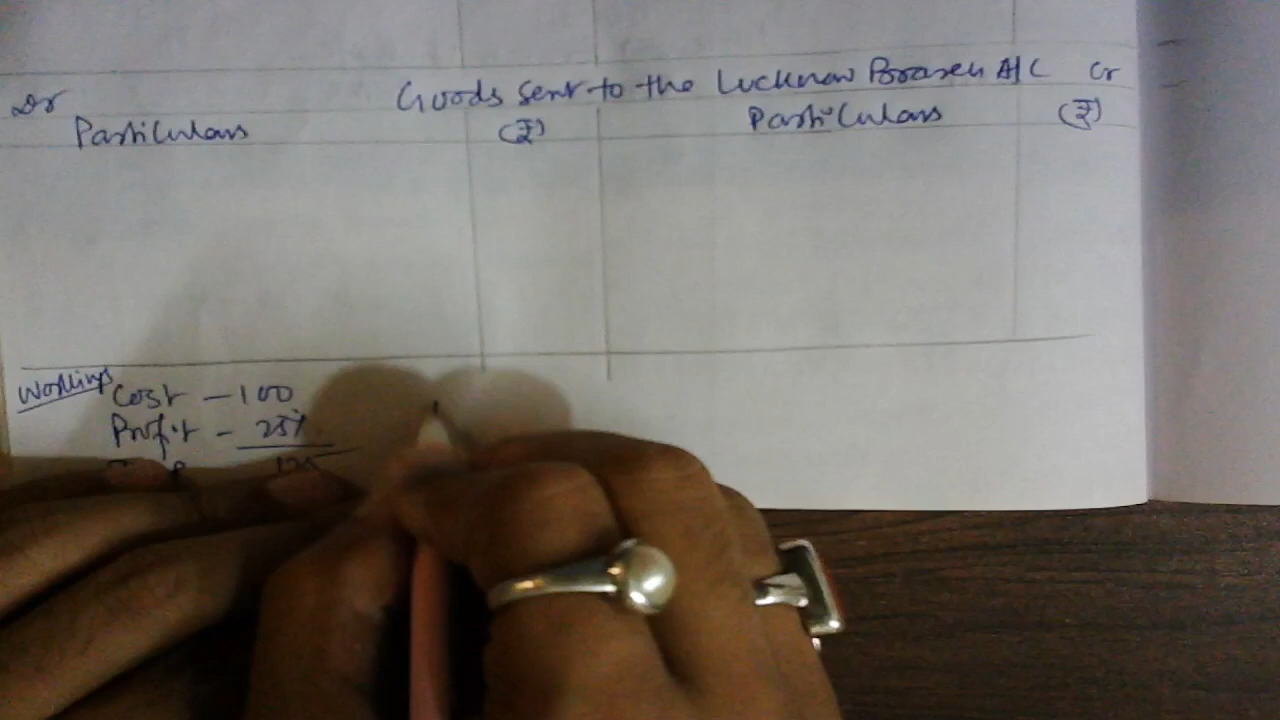 Dr Goods sent to the Lucknow Branch A/C Cr
Particulars (₹) Particulars (₹)
Workings
Cost – 100
Profit – 25%
125